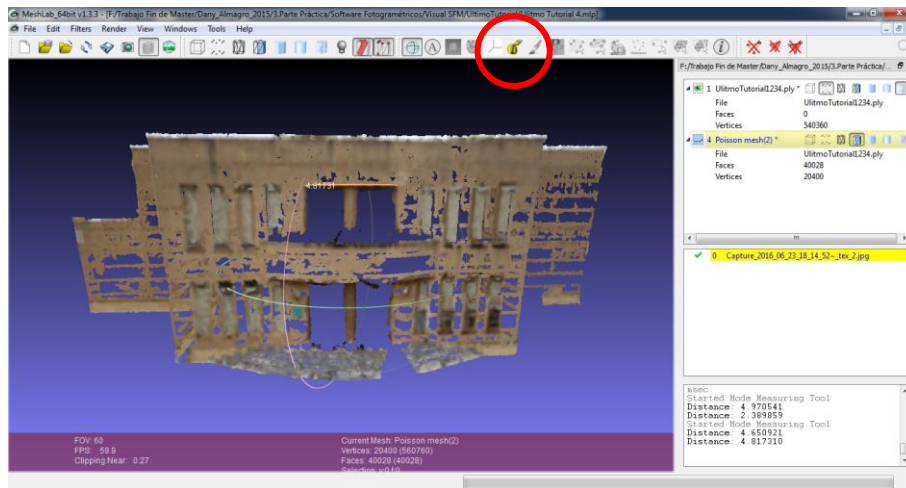 MeshLab_64bit v1.3.3 - [F:/Trabajo Fin de Master/Dany_Almagro_2015/3.Parte Práctica/Software Fotogramétricos/Visual SFM/UltimoTutorial/Ulitmo Tutorial 4.mlp]
File Edit Filters Render View Windows Tools Help
F:/Trabajo Fin de Master/Dany_Almagro_2015/3.Parte Práctica/...
1 UlitmoTutorial1234.ply *
File UlitmoTutorial1234.ply
Faces 0
Vertices 540360
4 Poisson mesh(2) *
File UlitmoTutorial1234.ply
Faces 40028
Vertices 20400
4.81731
0 Capture_2016_06_23_18_14_52~_tex_2.jpg
msec
Started Mode Measuring Tool
Distance: 4.970541
Distance: 2.389859
Started Mode Measuring Tool
Distance: 4.650921
Distance: 4.817310
FOV: 60
FPS: 59.9
Clipping Near: 0.27
Current Mesh: Poisson mesh(2)
Vertices: 20400 (560760)
Faces: 40028 (40028)
Selection: v:0 f:0